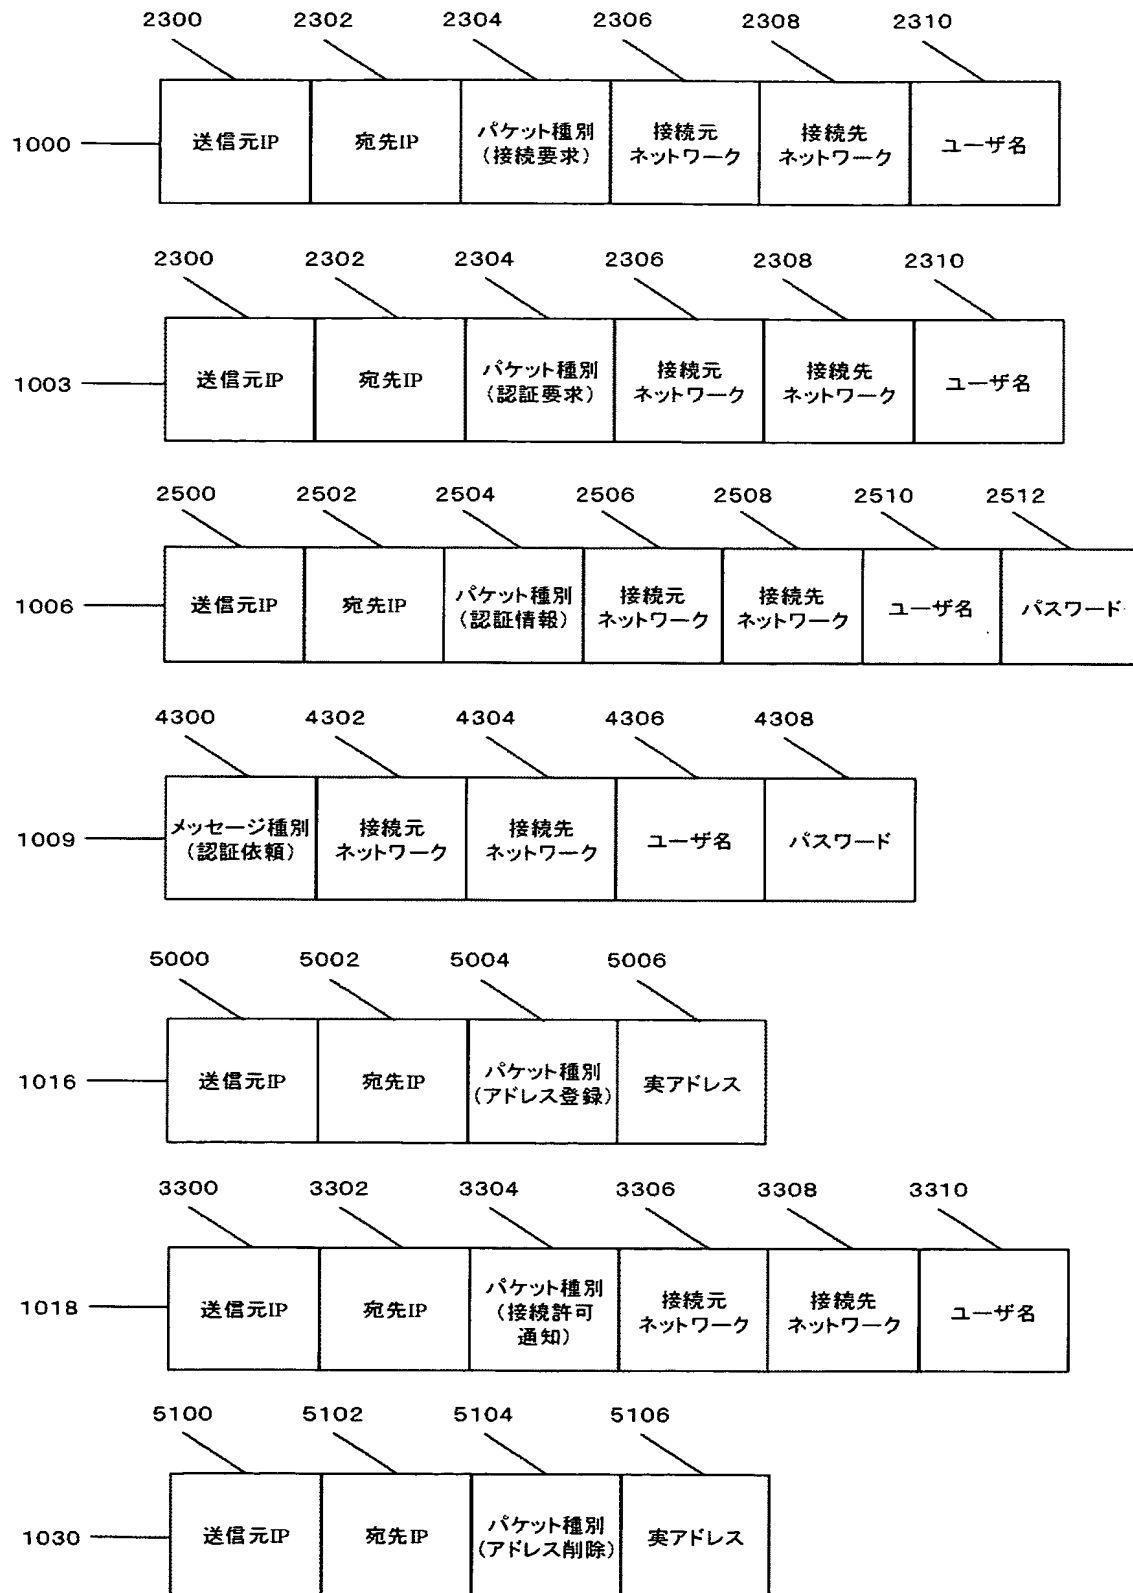 2300 2302 2304 2306 2308 2310
1000
送信元IP
宛先IP
パケット種別
(接続要求)
接続元
ネットワーク
接続先
ネットワーク
ユーザ名
2300 2302 2304 2306 2308 2310
1003
送信元IP
宛先IP
パケット種別
(認証要求)
接続元
ネットワーク
接続先
ネットワーク
ユーザ名
2500 2502 2504 2506 2508 2510 2512
1006
送信元IP
宛先IP
パケット種別
(認証情報)
接続元
ネットワーク
接続先
ネットワーク
ユーザ名
パスワード
4300 4302 4304 4306 4308
1009
メッセージ種別
(認証依頼)
接続元
ネットワーク
接続先
ネットワーク
ユーザ名
パスワード
5000 5002 5004 5006
1016
送信元IP
宛先IP
パケット種別
(アドレス登録)
実アドレス
3300 3302 3304 3306 3308 3310
1018
送信元IP
宛先IP
パケット種別
(接続許可
通知)
接続元
ネットワーク
接続先
ネットワーク
ユーザ名
5100 5102 5104 5106
1030
送信元IP
宛先IP
パケット種別
(アドレス削除)
実アドレス